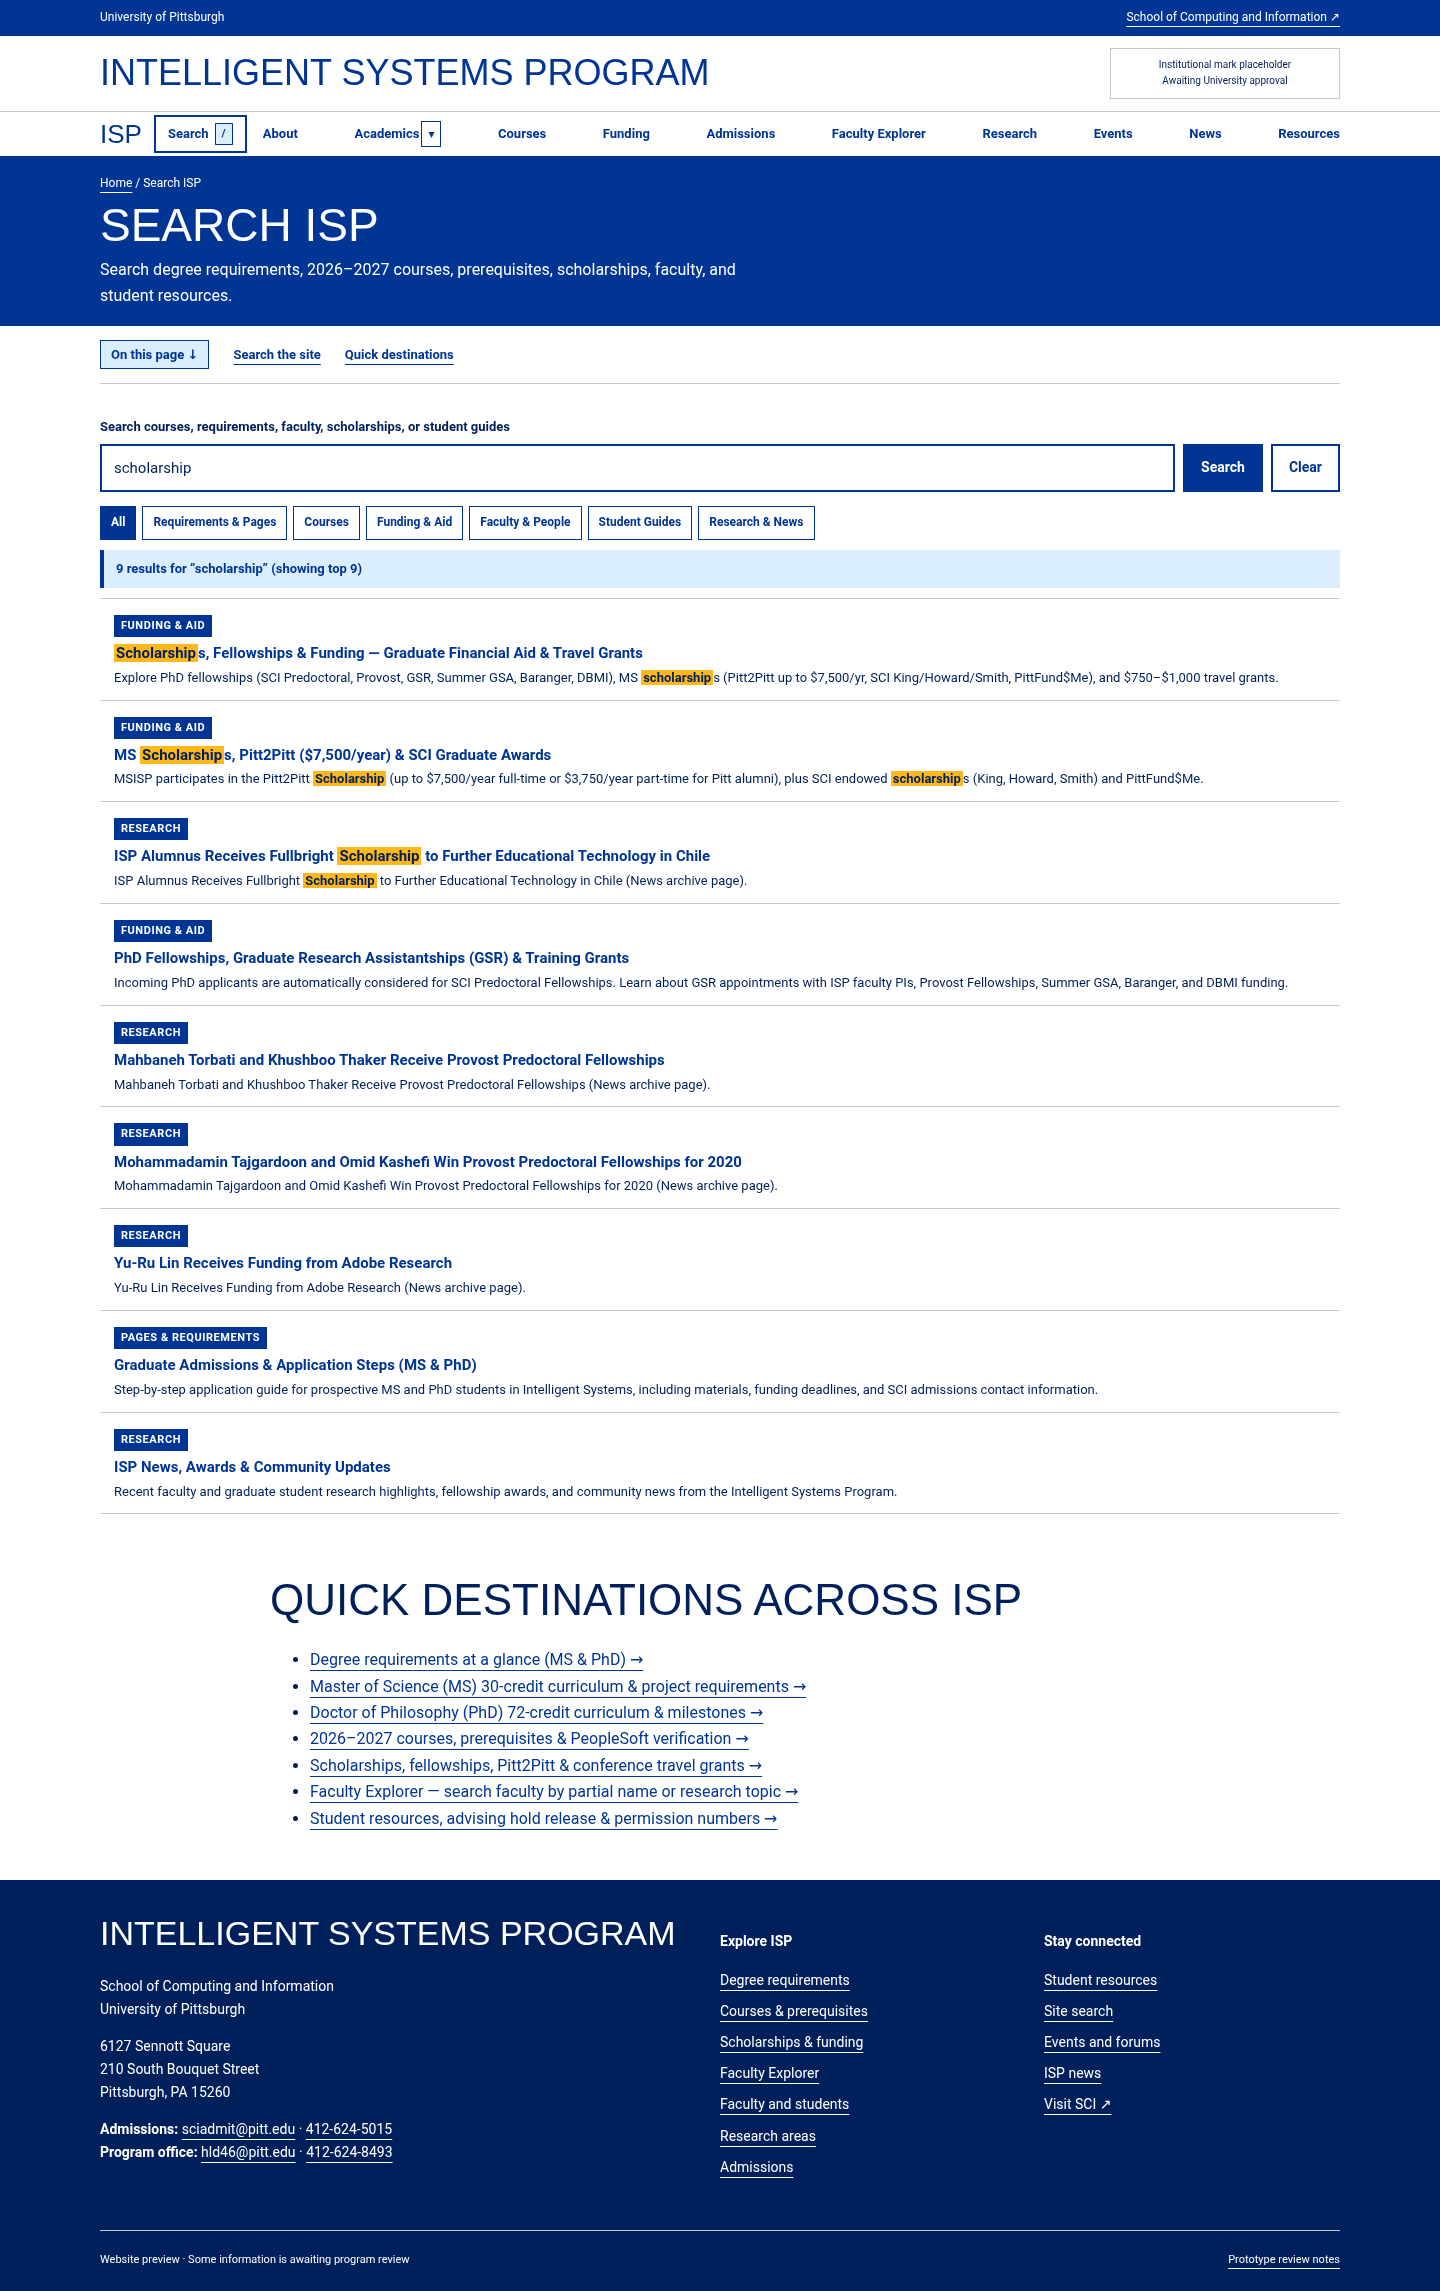 University of Pittsburgh
School of Computing and Information ↗
INTELLIGENT SYSTEMS PROGRAM
Institutional mark placeholder
Awaiting University approval
ISP Search / About Academics ▾ Courses Funding Admissions Faculty Explorer Research Events News Resources
Home / Search ISP
SEARCH ISP
Search degree requirements, 2026–2027 courses, prerequisites, scholarships, faculty, and
student resources.
On this page ↓ Search the site Quick destinations
Search courses, requirements, faculty, scholarships, or student guides
scholarship Search Clear
All Requirements & Pages Courses Funding & Aid Faculty & People Student Guides Research & News
9 results for “scholarship” (showing top 9)
FUNDING & AID
Scholarships, Fellowships & Funding — Graduate Financial Aid & Travel Grants
Explore PhD fellowships (SCI Predoctoral, Provost, GSR, Summer GSA, Baranger, DBMI), MS scholarships (Pitt2Pitt up to $7,500/yr, SCI King/Howard/Smith, PittFund$Me), and $750–$1,000 travel grants.
FUNDING & AID
MS Scholarships, Pitt2Pitt ($7,500/year) & SCI Graduate Awards
MSISP participates in the Pitt2Pitt Scholarship (up to $7,500/year full-time or $3,750/year part-time for Pitt alumni), plus SCI endowed scholarships (King, Howard, Smith) and PittFund$Me.
RESEARCH
ISP Alumnus Receives Fullbright Scholarship to Further Educational Technology in Chile
ISP Alumnus Receives Fullbright Scholarship to Further Educational Technology in Chile (News archive page).
FUNDING & AID
PhD Fellowships, Graduate Research Assistantships (GSR) & Training Grants
Incoming PhD applicants are automatically considered for SCI Predoctoral Fellowships. Learn about GSR appointments with ISP faculty PIs, Provost Fellowships, Summer GSA, Baranger, and DBMI funding.
RESEARCH
Mahbaneh Torbati and Khushboo Thaker Receive Provost Predoctoral Fellowships
Mahbaneh Torbati and Khushboo Thaker Receive Provost Predoctoral Fellowships (News archive page).
RESEARCH
Mohammadamin Tajgardoon and Omid Kashefi Win Provost Predoctoral Fellowships for 2020
Mohammadamin Tajgardoon and Omid Kashefi Win Provost Predoctoral Fellowships for 2020 (News archive page).
RESEARCH
Yu-Ru Lin Receives Funding from Adobe Research
Yu-Ru Lin Receives Funding from Adobe Research (News archive page).
PAGES & REQUIREMENTS
Graduate Admissions & Application Steps (MS & PhD)
Step-by-step application guide for prospective MS and PhD students in Intelligent Systems, including materials, funding deadlines, and SCI admissions contact information.
RESEARCH
ISP News, Awards & Community Updates
Recent faculty and graduate student research highlights, fellowship awards, and community news from the Intelligent Systems Program.
QUICK DESTINATIONS ACROSS ISP
• Degree requirements at a glance (MS & PhD) →
• Master of Science (MS) 30-credit curriculum & project requirements →
• Doctor of Philosophy (PhD) 72-credit curriculum & milestones →
• 2026–2027 courses, prerequisites & PeopleSoft verification →
• Scholarships, fellowships, Pitt2Pitt & conference travel grants →
• Faculty Explorer — search faculty by partial name or research topic →
• Student resources, advising hold release & permission numbers →
INTELLIGENT SYSTEMS PROGRAM
School of Computing and Information
University of Pittsburgh
6127 Sennott Square
210 South Bouquet Street
Pittsburgh, PA 15260
Admissions: sciadmit@pitt.edu · 412-624-5015
Program office: hld46@pitt.edu · 412-624-8493
Explore ISP
Degree requirements
Courses & prerequisites
Scholarships & funding
Faculty Explorer
Faculty and students
Research areas
Admissions
Stay connected
Student resources
Site search
Events and forums
ISP news
Visit SCI ↗
Website preview · Some information is awaiting program review
Prototype review notes